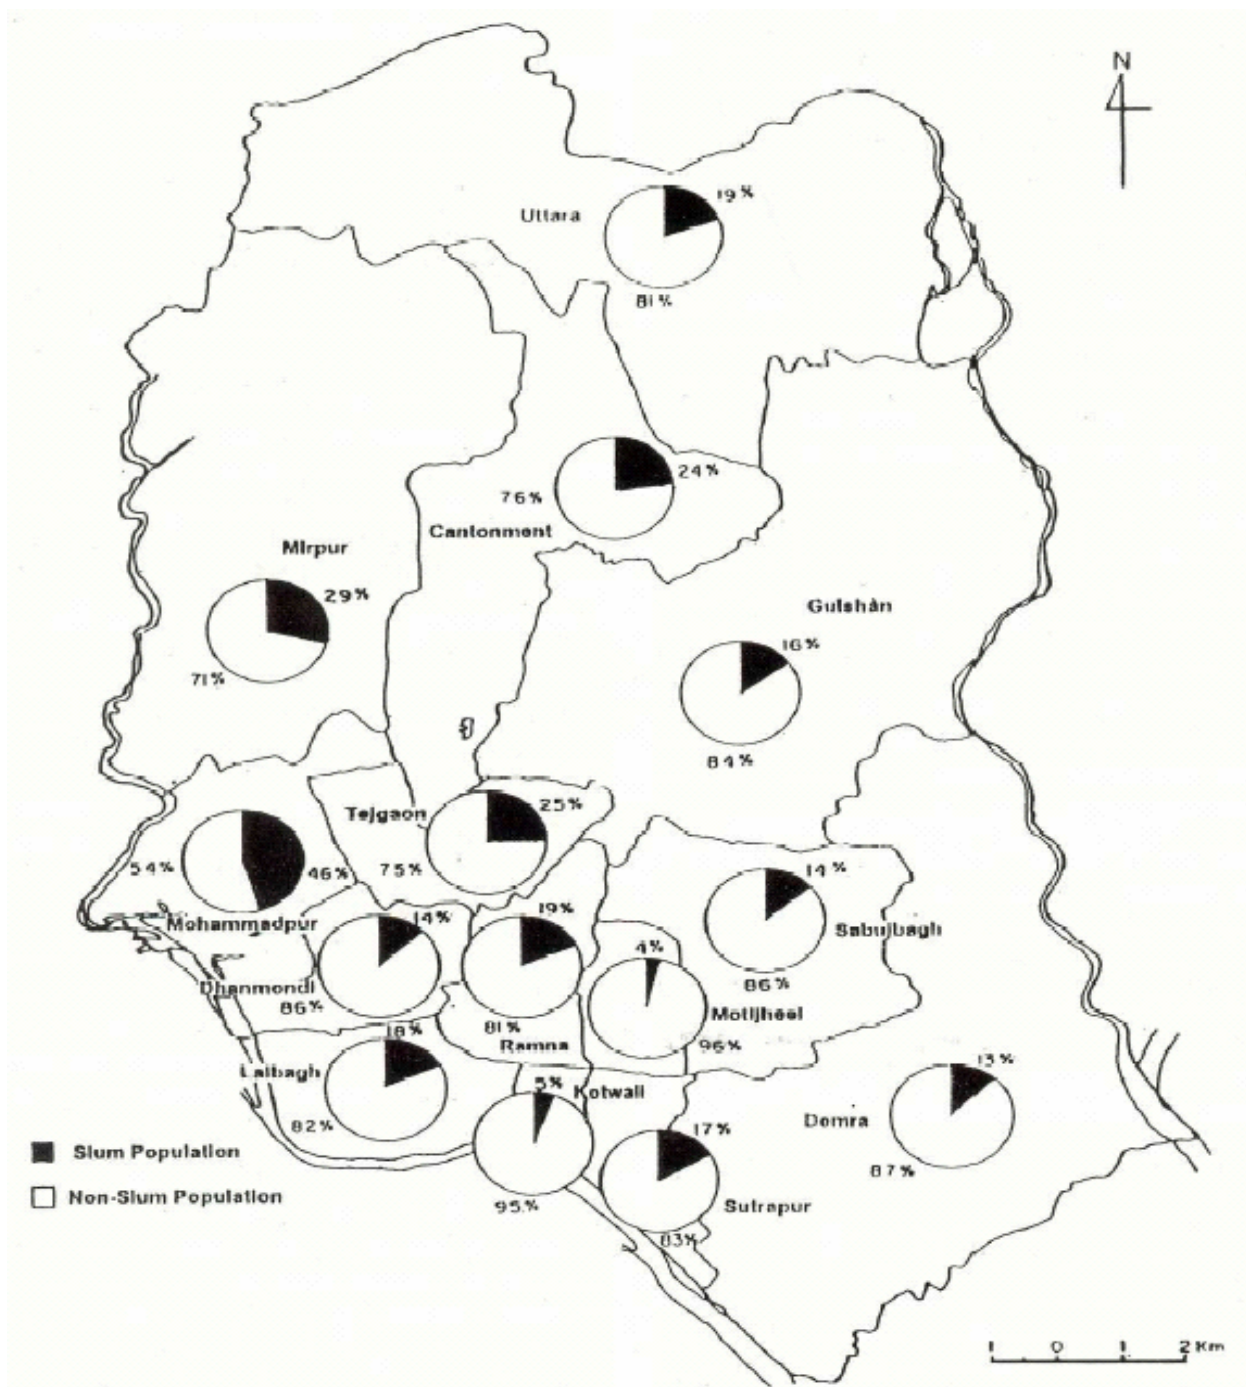 N
19%
Uttara
81%
24%
76%
Cantonment
Mirpur
29%
Gulshàn
16%
71%
84%
Tejgaon
25%
54%
46%
75%
14%
Mohammadpur
14%
19%
Sabujbagh
4%
Dhanmondi
86%
86%
Motijheel
18%
81%
Ramna
96%
13%
Lalbagh
5%
Kotwali
Demra
82%
17%
87%
Slum Population
Non-Slum Population
95%
Sutrapur
83%
1 0 1 2 Km